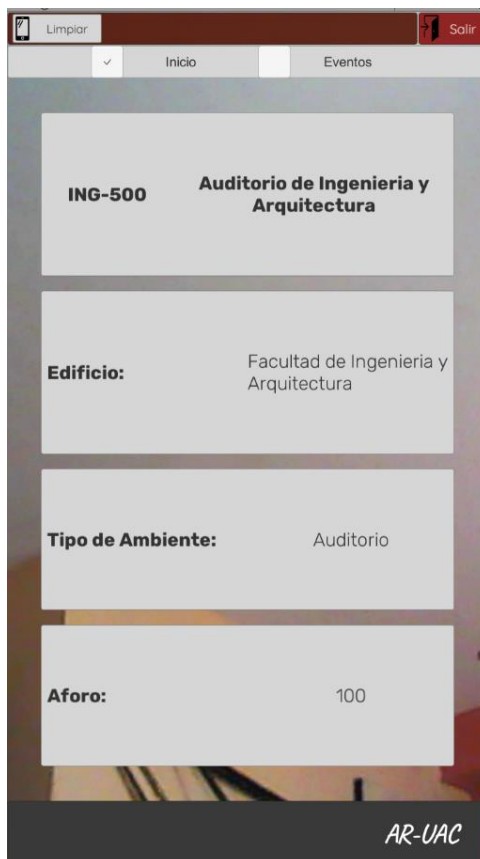 Limpiar
Salir
Inicio
Eventos
ING-500
Auditorio de Ingenieria y
Arquitectura
Edificio:
Facultad de Ingenieria y
Arquitectura
Tipo de Ambiente:
Auditorio
Aforo:
100
AR-UAC